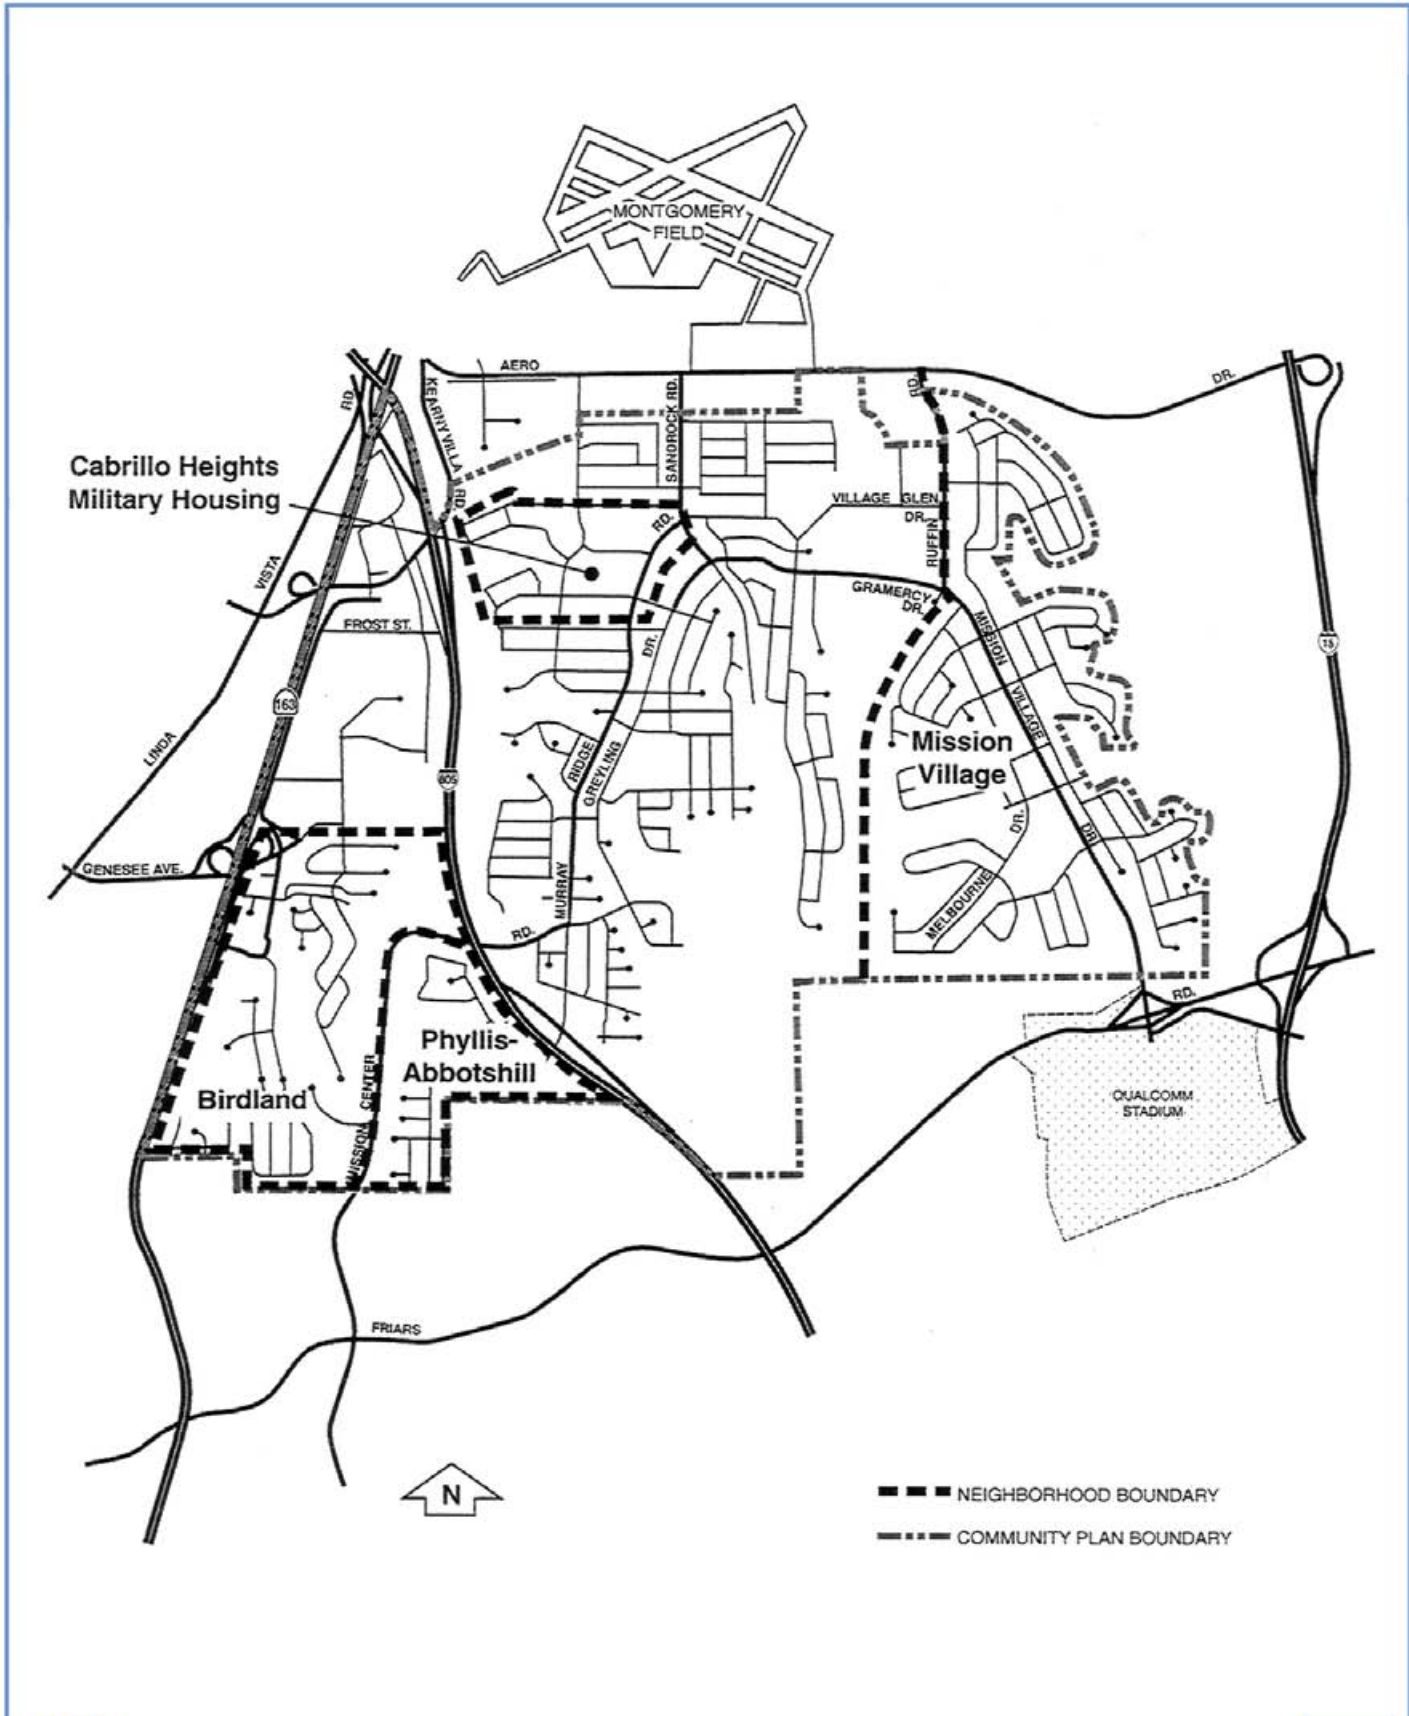 MONTGOMERY
FIELD
AERO
DR.
RD.
KEARNY VILLA
RD.
SANDROCK RD.
RD.
Cabrillo Heights
Military Housing
VILLAGE GLEN
DR.
RUFFIN
RD.
VISTA
GRAMERCY
DR.
FROST ST.
MISSION
DR.
15
163
VILLAGE
LINDA
RIDGE
GREYLING
Mission
Village
805
DR.
DR.
GENESEE AVE.
MURRAY
MELBOURNE
RD.
RD.
Phyllis-
Abbotshill
CENTER
Birdland
MISSION
QUALCOMM
STADIUM
FRIARS
N
NEIGHBORHOOD BOUNDARY
COMMUNITY PLAN BOUNDARY